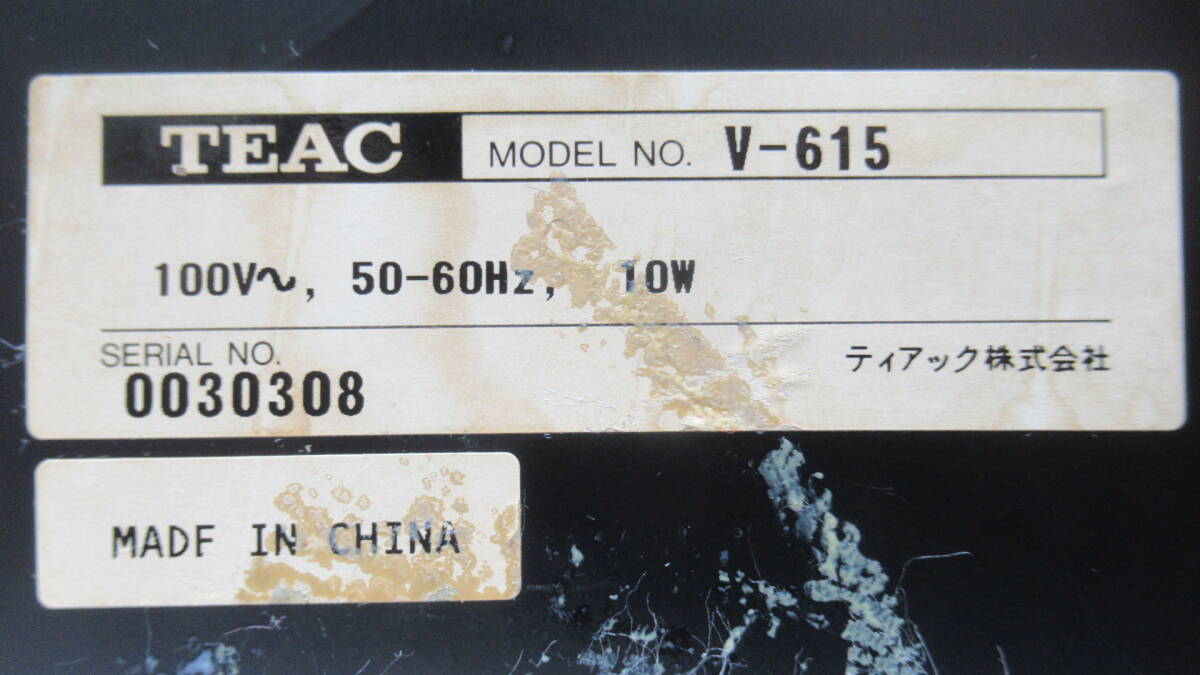 TEAC MODEL NO. V-615
100V～, 50-60Hz, 10W
SERIAL NO.
0030308
ティアック株式会社
MADE IN CHINA